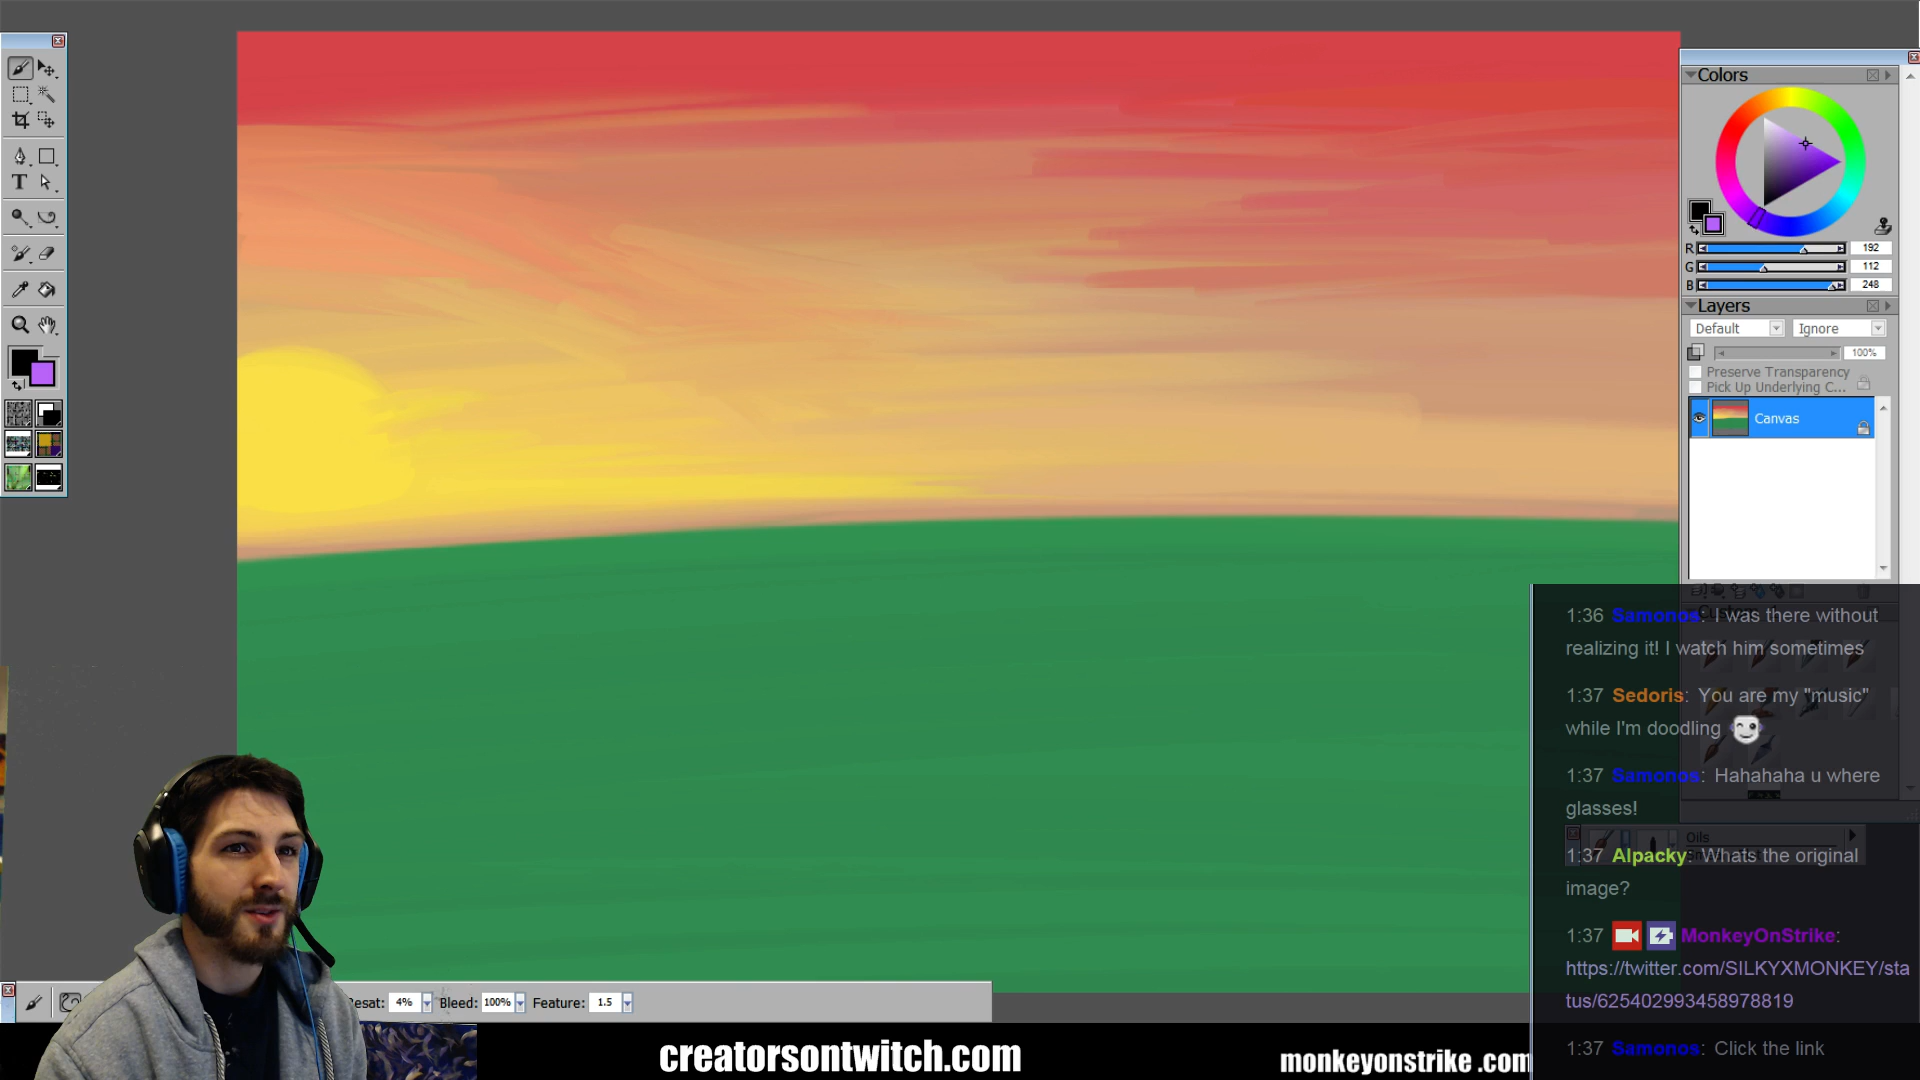 Colors
R 192
G 112
B 248
Layers
Default Ignore
100%
Preserve Transparency
Pick Up Underlying C...
Canvas
T
1:36 Samonos: I was there without
realizing it! I watch him sometimes
1:37 Sedoris: You are my "music"
while I'm doodling
1:37 Samonos: Hahahaha u where
glasses!
Oils
1:37 Alpacky: Whats the original
image?
1:37 MonkeyOnStrike:
https://twitter.com/SILKYXMONKEY/sta
tus/625402993458978819
1:37 Samonos: Click the link
Resat: 4% Bleed: 100% Feature: 1.5
creatorsontwitch.com
monkeyonstrike .com